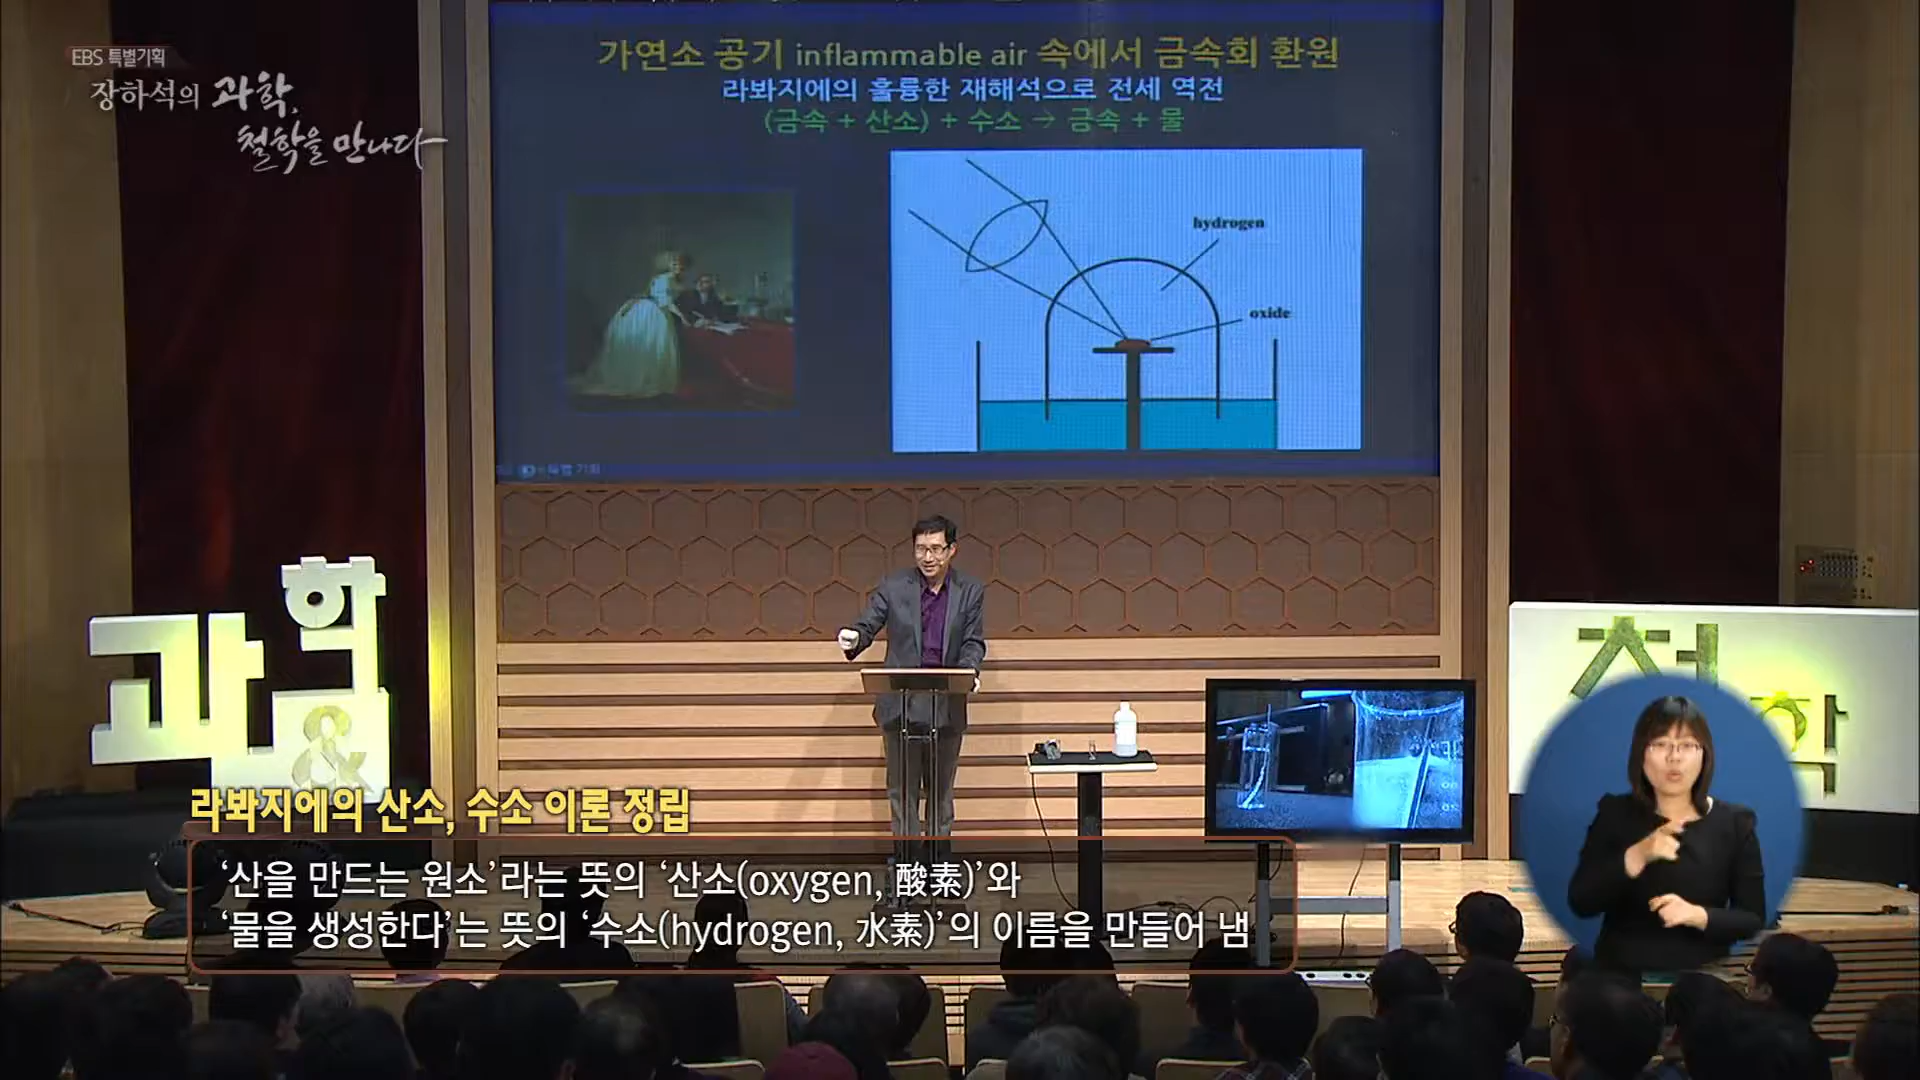 EBS 특별기획
장하석의 과학,
철학을 만나다
가연소 공기 inflammable air 속에서 금속회 환원
라봐지에의 훌륭한 재해석으로 전세 역전
(금속 + 산소) + 수소 → 금속 + 물
hydrogen
oxide
과학
&
철학
라봐지에의 산소, 수소 이론 정립
‘산을 만드는 원소’라는 뜻의 ‘산소(oxygen, 酸素)’와
‘물을 생성한다’는 뜻의 ‘수소(hydrogen, 水素)’의 이름을 만들어 냄